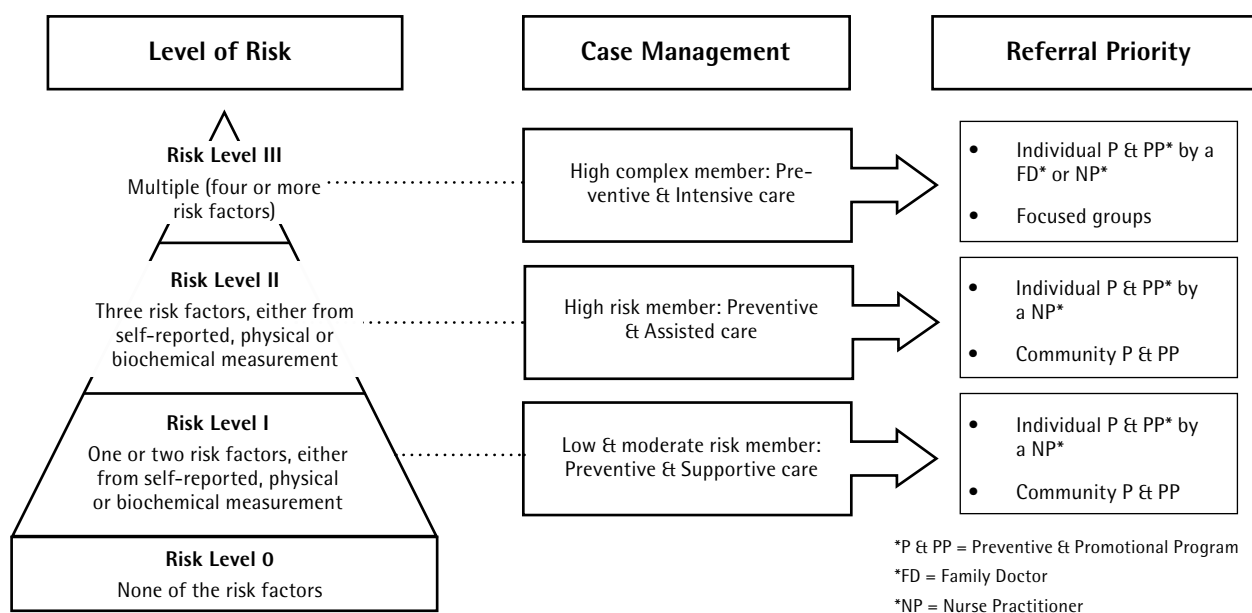 Level of Risk
Case Management
Referral Priority
Risk Level III
Multiple (four or more
risk factors)
High complex member: Pre-
ventive & Intensive care
• Individual P & PP* by a
FD* or NP*
• Focused groups
Risk Level II
Three risk factors, either from
self-reported, physical or
biochemical measurement
High risk member: Preventive
& Assisted care
• Individual P & PP* by
a NP*
• Community P & PP
Risk Level I
One or two risk factors, either
from self-reported, physical
or biochemical measurement
Low & moderate risk member:
Preventive & Supportive care
• Individual P & PP* by
a NP*
• Community P & PP
Risk Level 0
None of the risk factors
*P & PP = Preventive & Promotional Program
*FD = Family Doctor
*NP = Nurse Practitioner